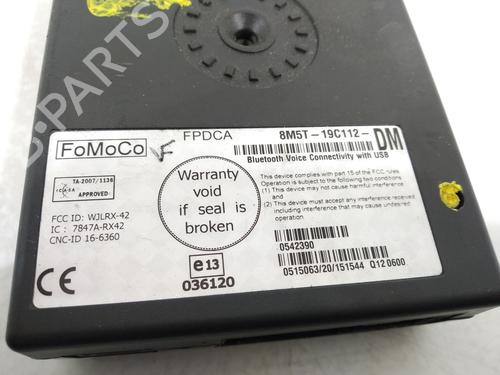 B-PARTS
FPDCA 8M5T-19C112-DM
FoMoCo
Bluetooth Voice Connectivity with USB
TA-2007/1138
ICASA
APPROVED
This device complies with part 15 of the FCC rules
Operation is subject to the following two conditions
(1) This device may not cause harmful interference
and
(2) This device must accept any interference
received including interference that may cause
undesired operation
Warranty
void
if seal is
broken
FCC ID: WJLRX-42
IC : 7847A-RX42
CNC-ID 16-6360
0542390
CE
e13
036120
0515063/20/151544 Q12 0600